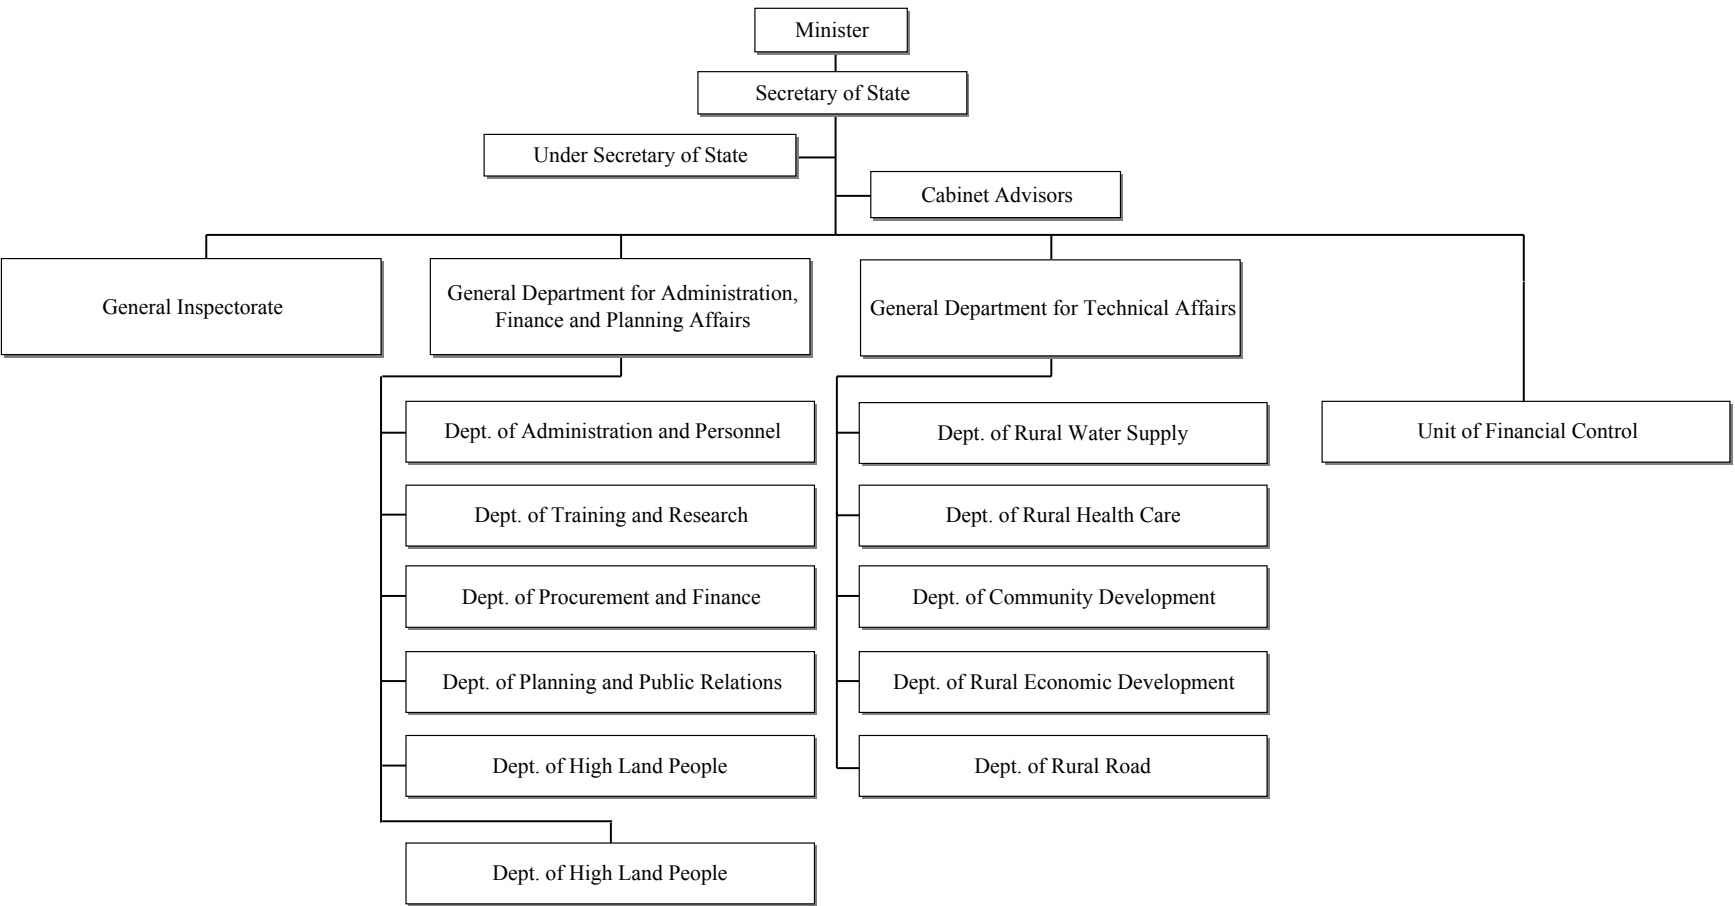 Minister
Secretary of State
Under Secretary of State
Cabinet Advisors
General Inspectorate
General Department for Administration,
Finance and Planning Affairs
General Department for Technical Affairs
Dept. of Administration and Personnel
Dept. of Training and Research
Dept. of Procurement and Finance
Dept. of Planning and Public Relations
Dept. of High Land People
Dept. of High Land People
Dept. of Rural Water Supply
Dept. of Rural Health Care
Dept. of Community Development
Dept. of Rural Economic Development
Dept. of Rural Road
Unit of Financial Control